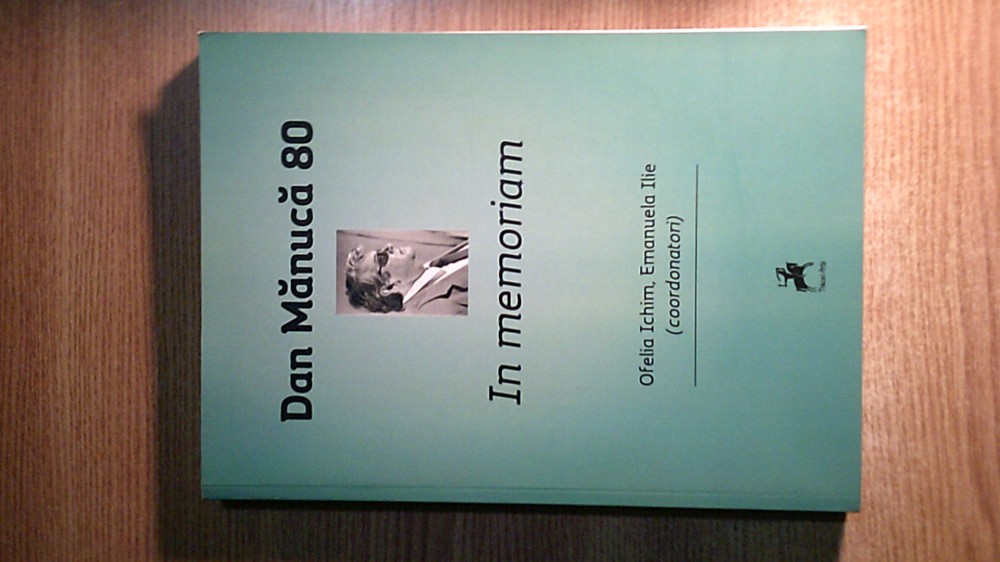 Dan Mănucă 80
In memoriam
Ofelia Ichim, Emanuela Ilie
(coordonatori)